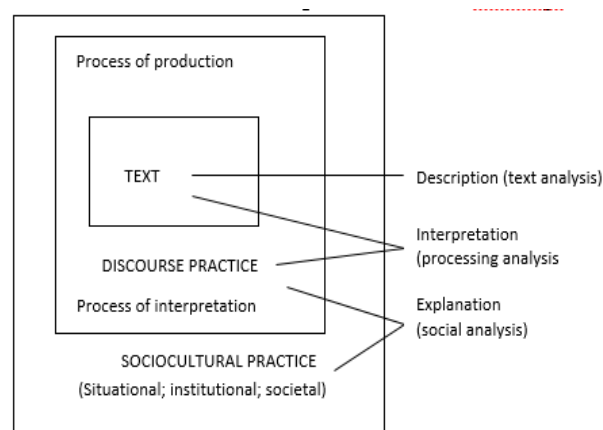 Process of production
TEXT
Description (text analysis)
Interpretation
(processing analysis
DISCOURSE PRACTICE
Process of interpretation
Explanation
(social analysis)
SOCIOCULTURAL PRACTICE
(Situational; institutional; societal)